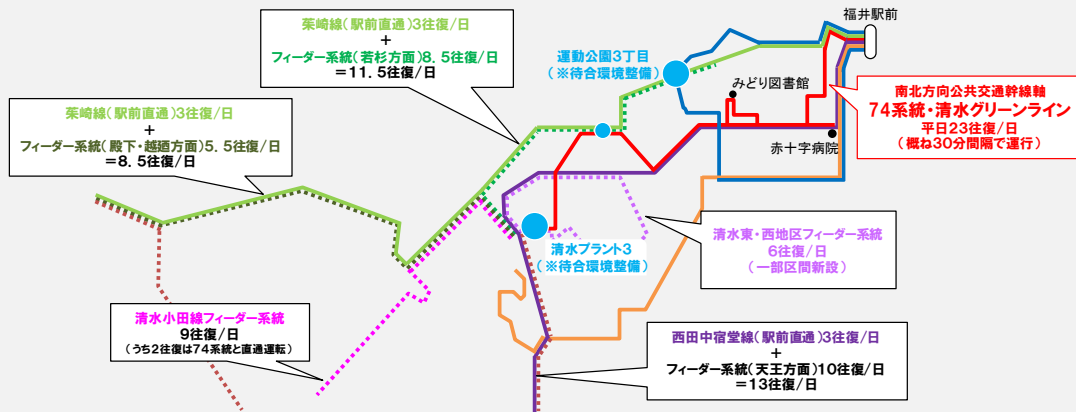 福井駅前
茱崎線(駅前直通)3往復/日
+
フィーダー系統(若杉方面)8．5往復/日
＝11．5往復/日
運動公園3丁目
(※待合環境整備)
みどり図書館
南北方向公共交通幹線軸
74系統・清水グリーンライン
平日23往復/日
(概ね30分間隔で運行)
茱崎線(駅前直通)3往復/日
+
フィーダー系統(殿下・越廼方面)5．5往復/日
＝8．5往復/日
赤十字病院
清水プラント3
(※待合環境整備)
清水東・西地区フィーダー系統
6往復/日
(一部区間新設)
清水小田線フィーダー系統
9往復/日
(うち2往復は74系統と直通運転)
西田中宿堂線(駅前直通)3往復/日
+
フィーダー系統(天王方面)10往復/日
＝13往復/日